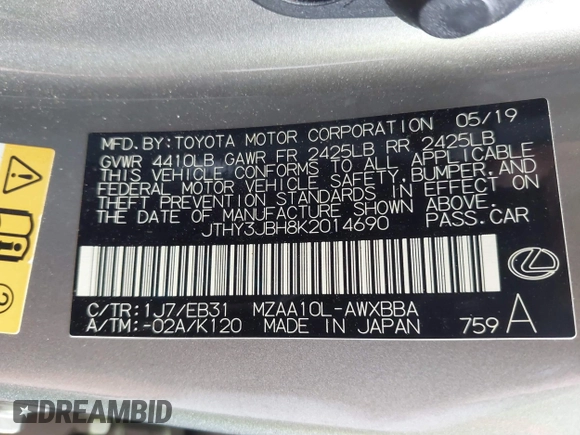 MFD.BY:TOYOTA MOTOR CORPORATION 05/19
GVWR 4410LB GAWR FR 2425LB RR 2425LB
THIS VEHICLE CONFORMS TO ALL APPLICABLE
FEDERAL MOTOR VEHICLE SAFETY,BUMPER,AND
THEFT PREVENTION STANDARDS IN EFFECT ON
THE DATE OF MANUFACTURE SHOWN ABOVE.
JTHY3JBH8K2014690 PASS.CAR
C/TR:1J7/EB31 MZAA10L-AWXBBA
A/TM:-02A/K120 MADE IN JAPAN 759 A
DREAMBID